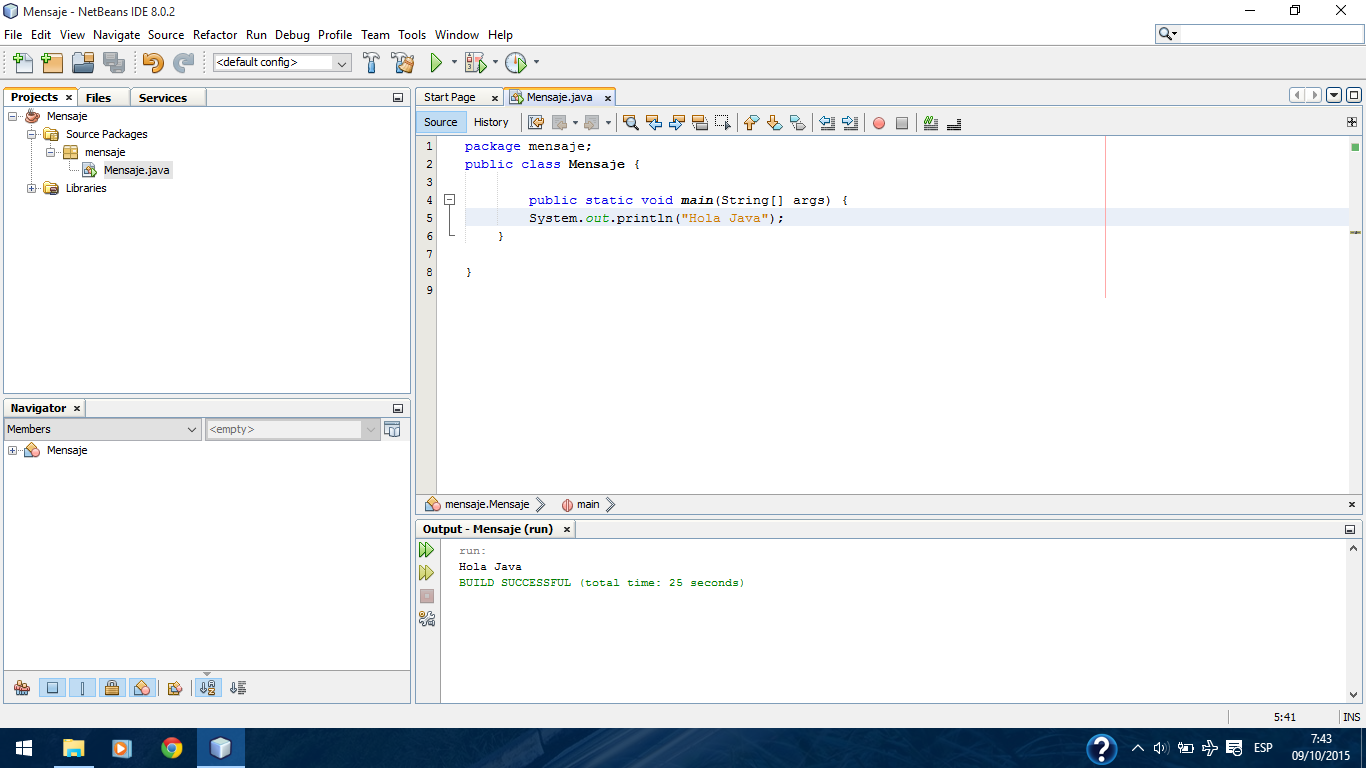 Mensaje - NetBeans IDE 8.0.2
File Edit View Navigate Source Refactor Run Debug Profile Team Tools Window Help
<default config>
Projects Files Services
Mensaje
Source Packages
mensaje
Mensaje.java
Libraries
Start Page Mensaje.java
Source History
1 package mensaje;
2 public class Mensaje {
3
4 public static void main(String[] args) {
5 System.out.println("Hola Java");
6 }
7
8 }
9
Navigator
Members <empty>
Mensaje
mensaje.Mensaje main
Output - Mensaje (run)
run:
Hola Java
BUILD SUCCESSFUL (total time: 25 seconds)
5:41 INS
ESP
7:43
09/10/2015